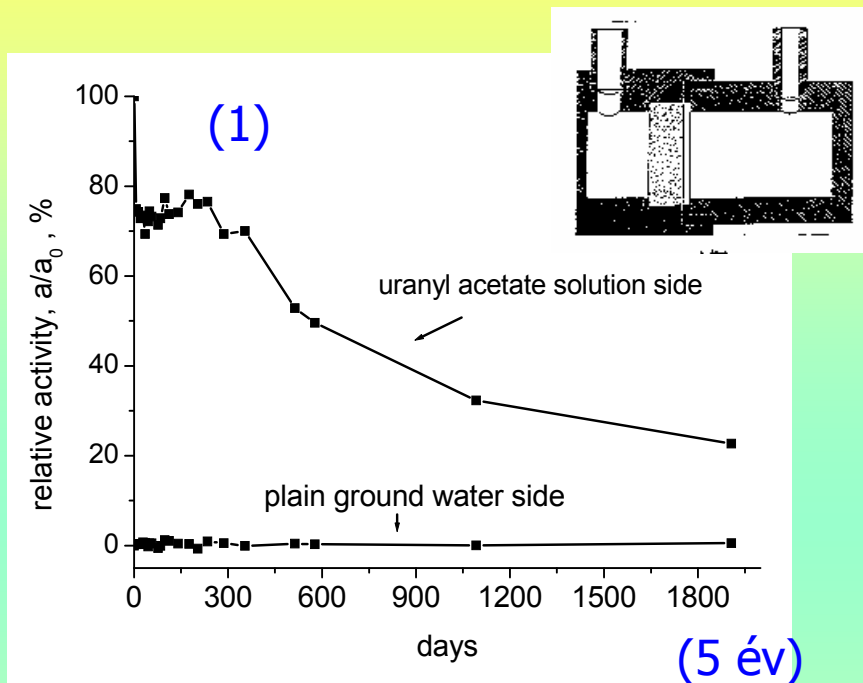 100
80
60
40
20
0
relative activity, a/a0 , %
(1)
uranyl acetate solution side
plain ground water side
0 300 600 900 1200 1500 1800
days
(5 év)